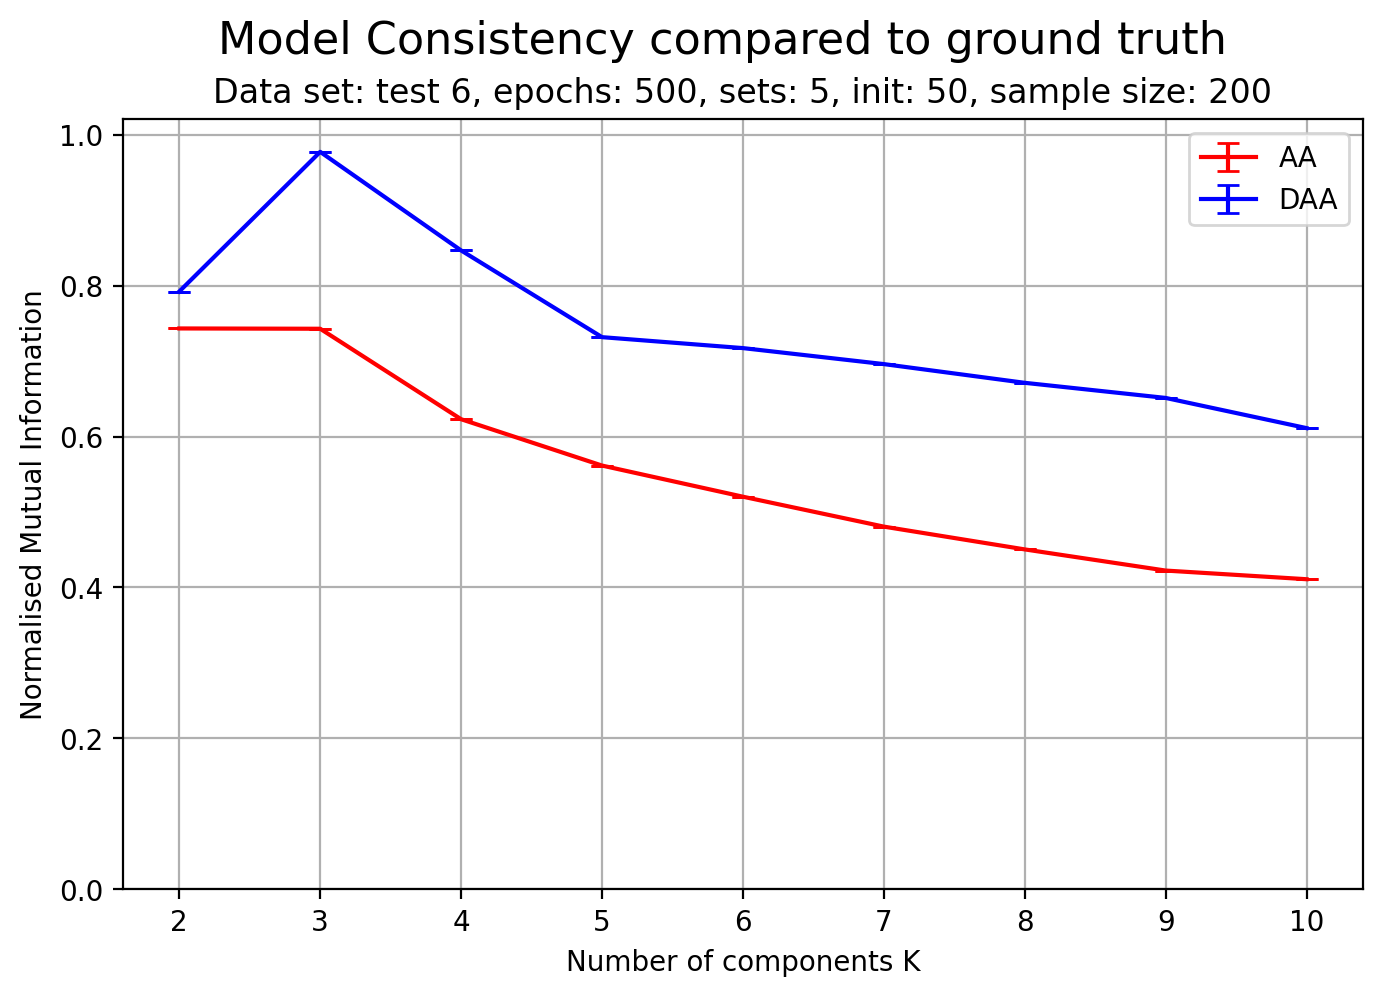 Model Consistency compared to ground truth
Data set: test 6, epochs: 500, sets: 5, init: 50, sample size: 200
AA
DAA
Normalised Mutual Information
1.0
0.8
0.6
0.4
0.2
0.0
2 3 4 5 6 7 8 9 10
Number of components K